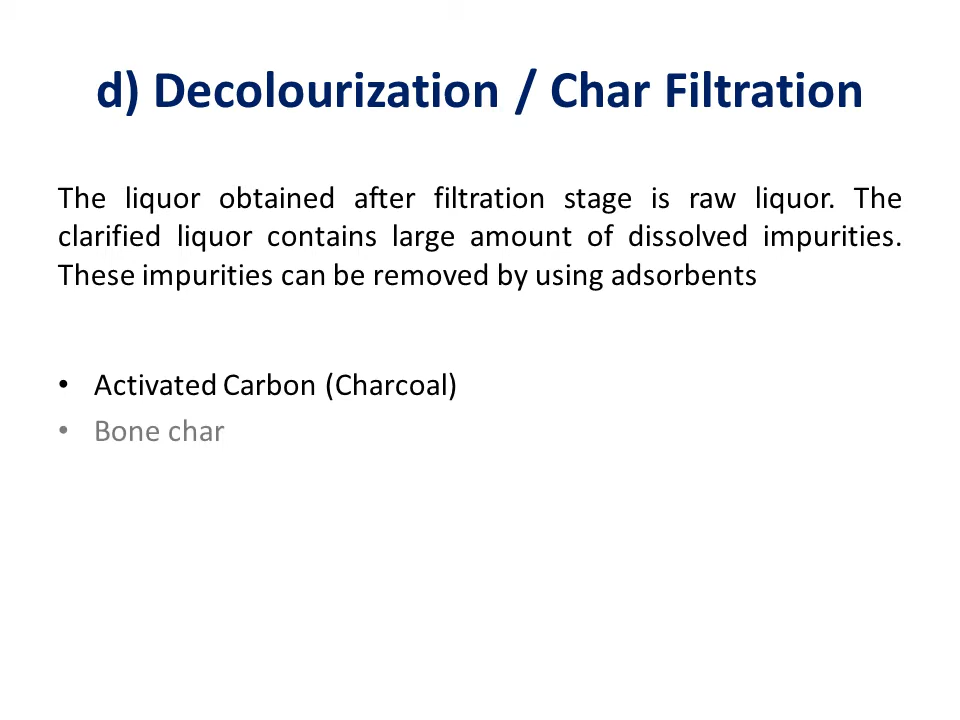 d) Decolourization / Char Filtration
The liquor obtained after filtration stage is raw liquor. The
clarified liquor contains large amount of dissolved impurities.
These impurities can be removed by using adsorbents
• Activated Carbon (Charcoal)
• Bone char